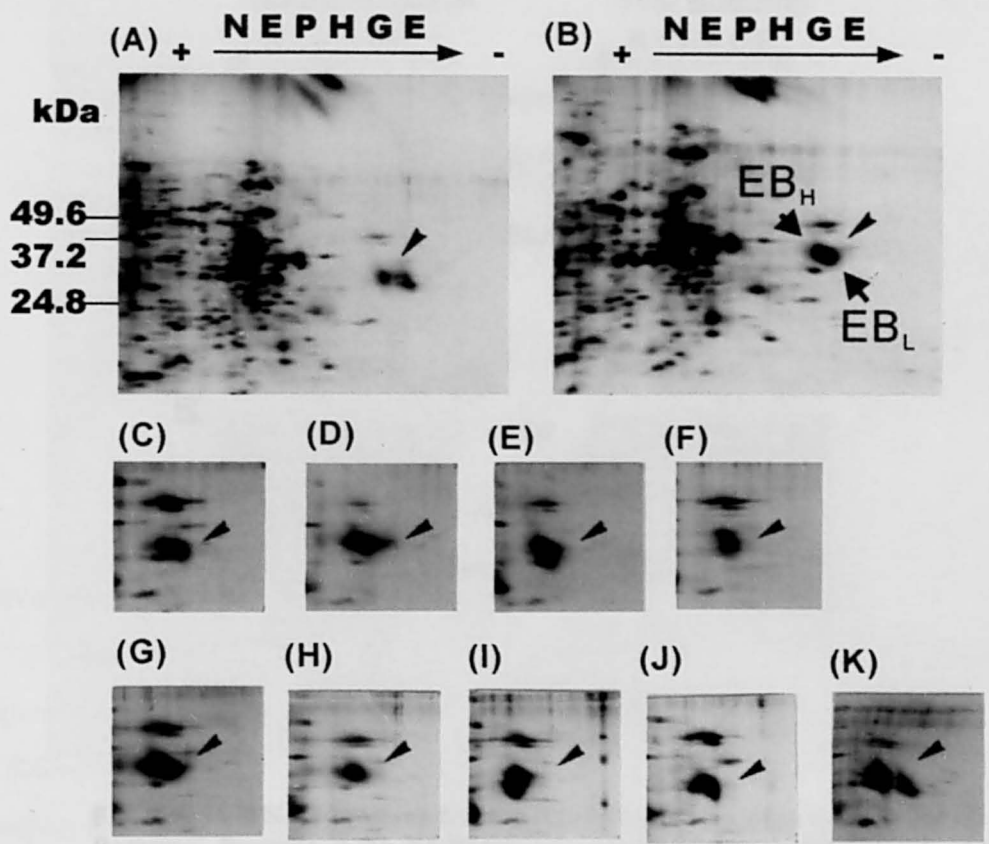 (A) NEPHGE
+ -
(B) NEPHGE
+ -
kDa
49.6
37.2
24.8
EBH
EBL
(C) (D) (E) (F)
(G) (H) (I) (J) (K)